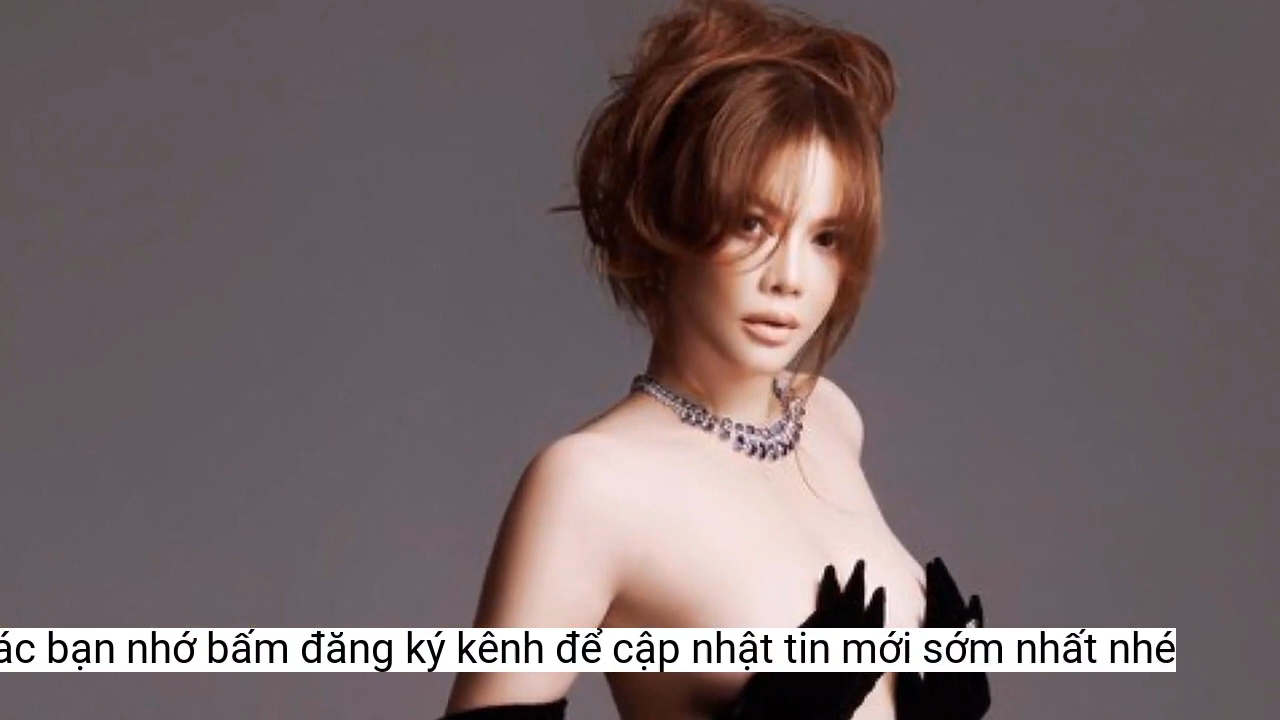 ác bạn nhớ bấm đăng ký kênh để cập nhật tin mới sớm nhất nhé